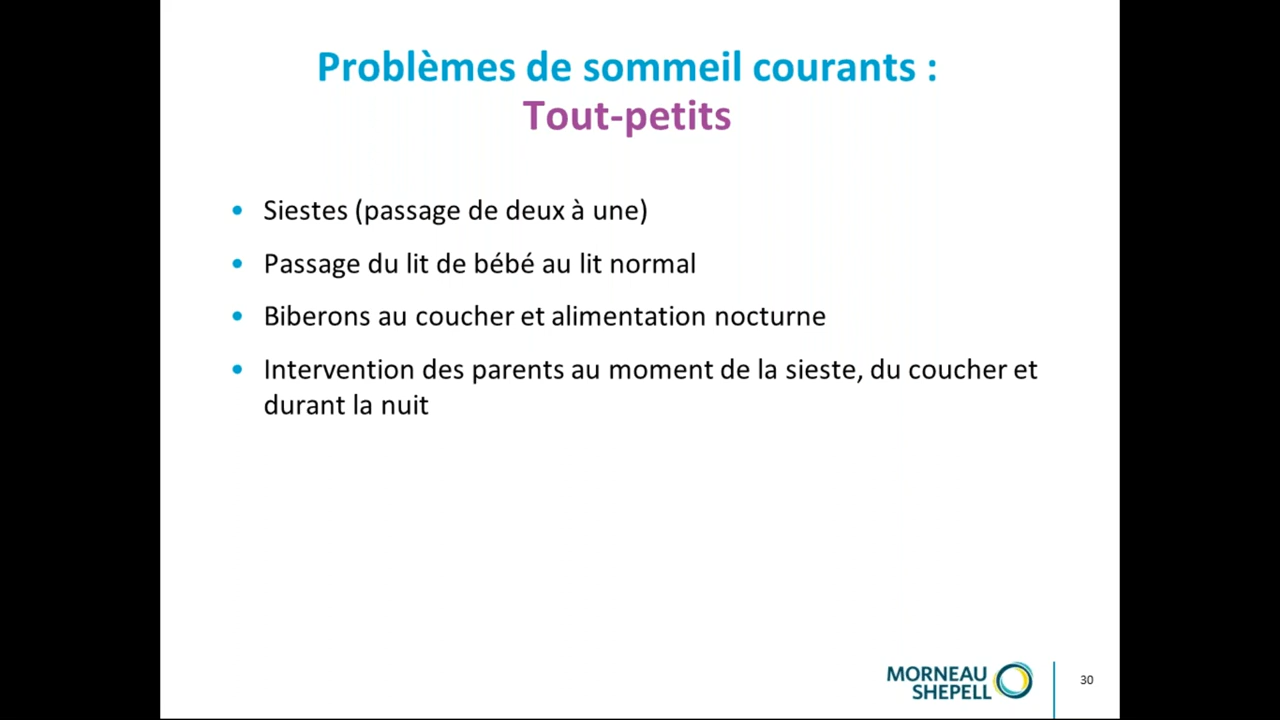 Problèmes de sommeil courants :
Tout-petits
• Siestes (passage de deux à une)
• Passage du lit de bébé au lit normal
• Biberons au coucher et alimentation nocturne
• Intervention des parents au moment de la sieste, du coucher et
durant la nuit
MORNEAU
SHEPELL
30